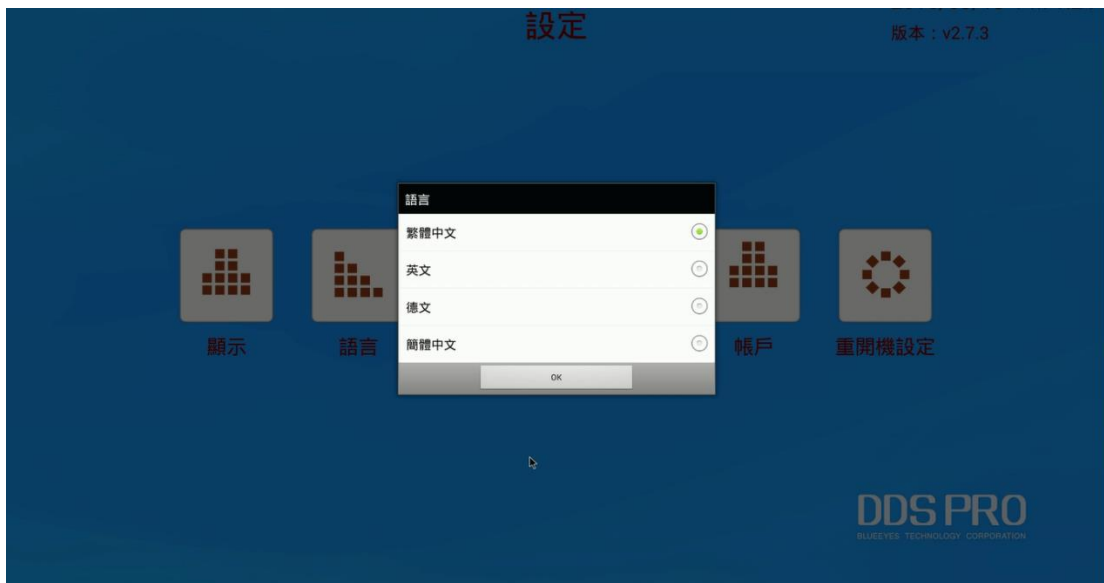 設定
版本：v2.7.3
語言
繁體中文
英文
德文
簡體中文
OK
顯示
語言
帳戶
重開機設定
DDS PRO
BLUEEYES TECHNOLOGY CORPORATION